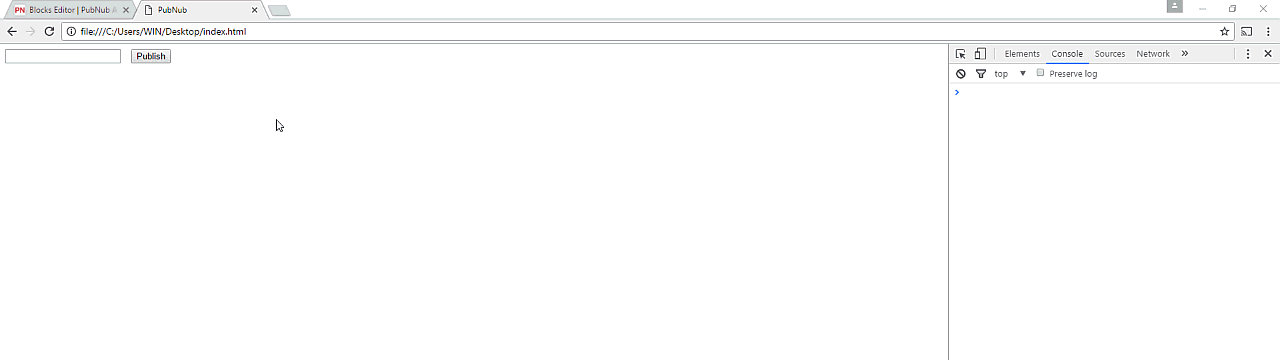 PN Blocks Editor | PubNub A
PubNub
file:///C:/Users/WIN/Desktop/index.html
Publish
Elements Console Sources Network
top Preserve log